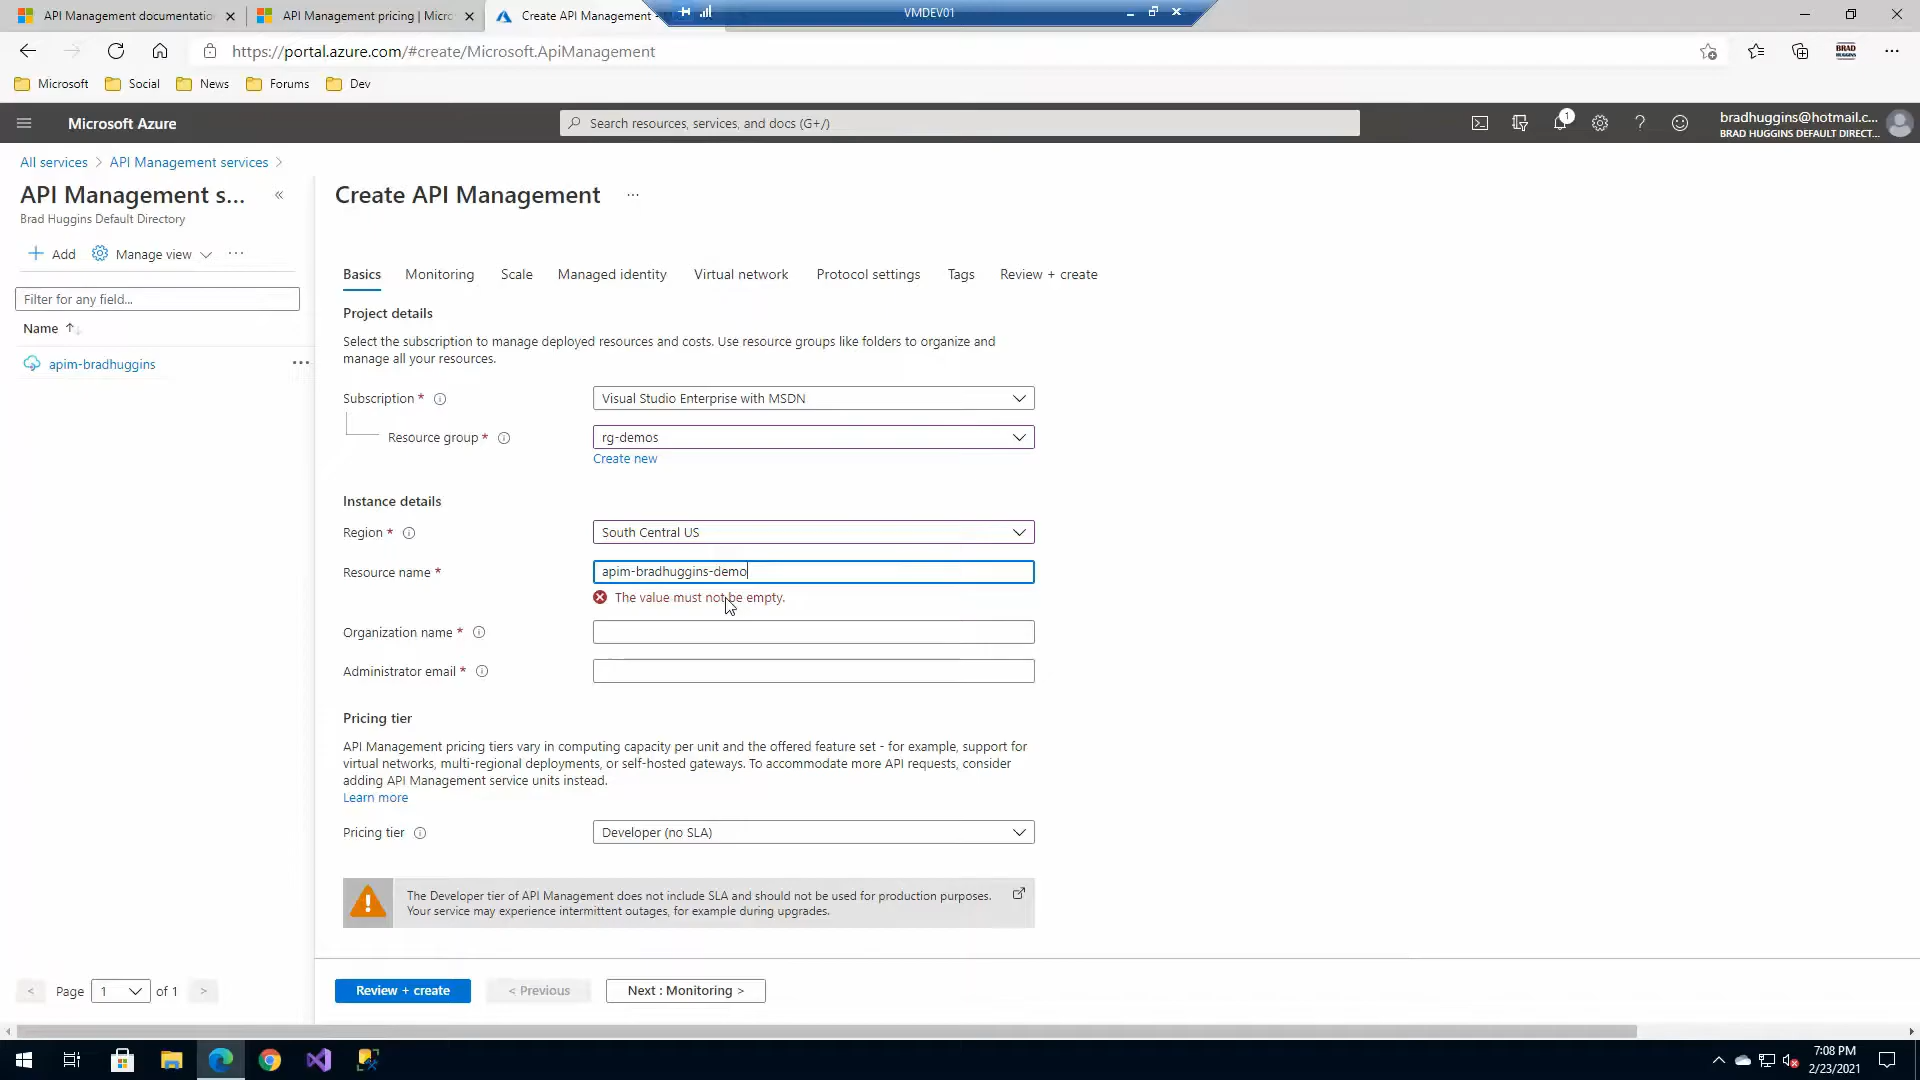 API Management documentatio
API Management pricing | Micro
Create API Management -
VMDEV01
https://portal.azure.com/#create/Microsoft.ApiManagement
BRAD
HUGGINS
Microsoft
Social
News
Forums
Dev
Microsoft Azure
Search resources, services, and docs (G+/)
1
bradhuggins@hotmail.c...
BRAD HUGGINS DEFAULT DIRECT...
All services > API Management services >
API Management s...
«
Brad Huggins Default Directory
Add
Manage view
Filter for any field...
Name
apim-bradhuggins
Page 1 of 1
Create API Management
Basics
Monitoring
Scale
Managed identity
Virtual network
Protocol settings
Tags
Review + create
Project details
Select the subscription to manage deployed resources and costs. Use resource groups like folders to organize and
manage all your resources.
Subscription *
Visual Studio Enterprise with MSDN
Resource group *
rg-demos
Create new
Instance details
Region *
South Central US
Resource name *
apim-bradhuggins-demo
The value must not be empty.
Organization name *
Administrator email *
Pricing tier
API Management pricing tiers vary in computing capacity per unit and the offered feature set - for example, support for
virtual networks, multi-regional deployments, or self-hosted gateways. To accommodate more API requests, consider
adding API Management service units instead.
Learn more
Pricing tier
Developer (no SLA)
The Developer tier of API Management does not include SLA and should not be used for production purposes.
Your service may experience intermittent outages, for example during upgrades.
Review + create
< Previous
Next : Monitoring >
7:08 PM
2/23/2021